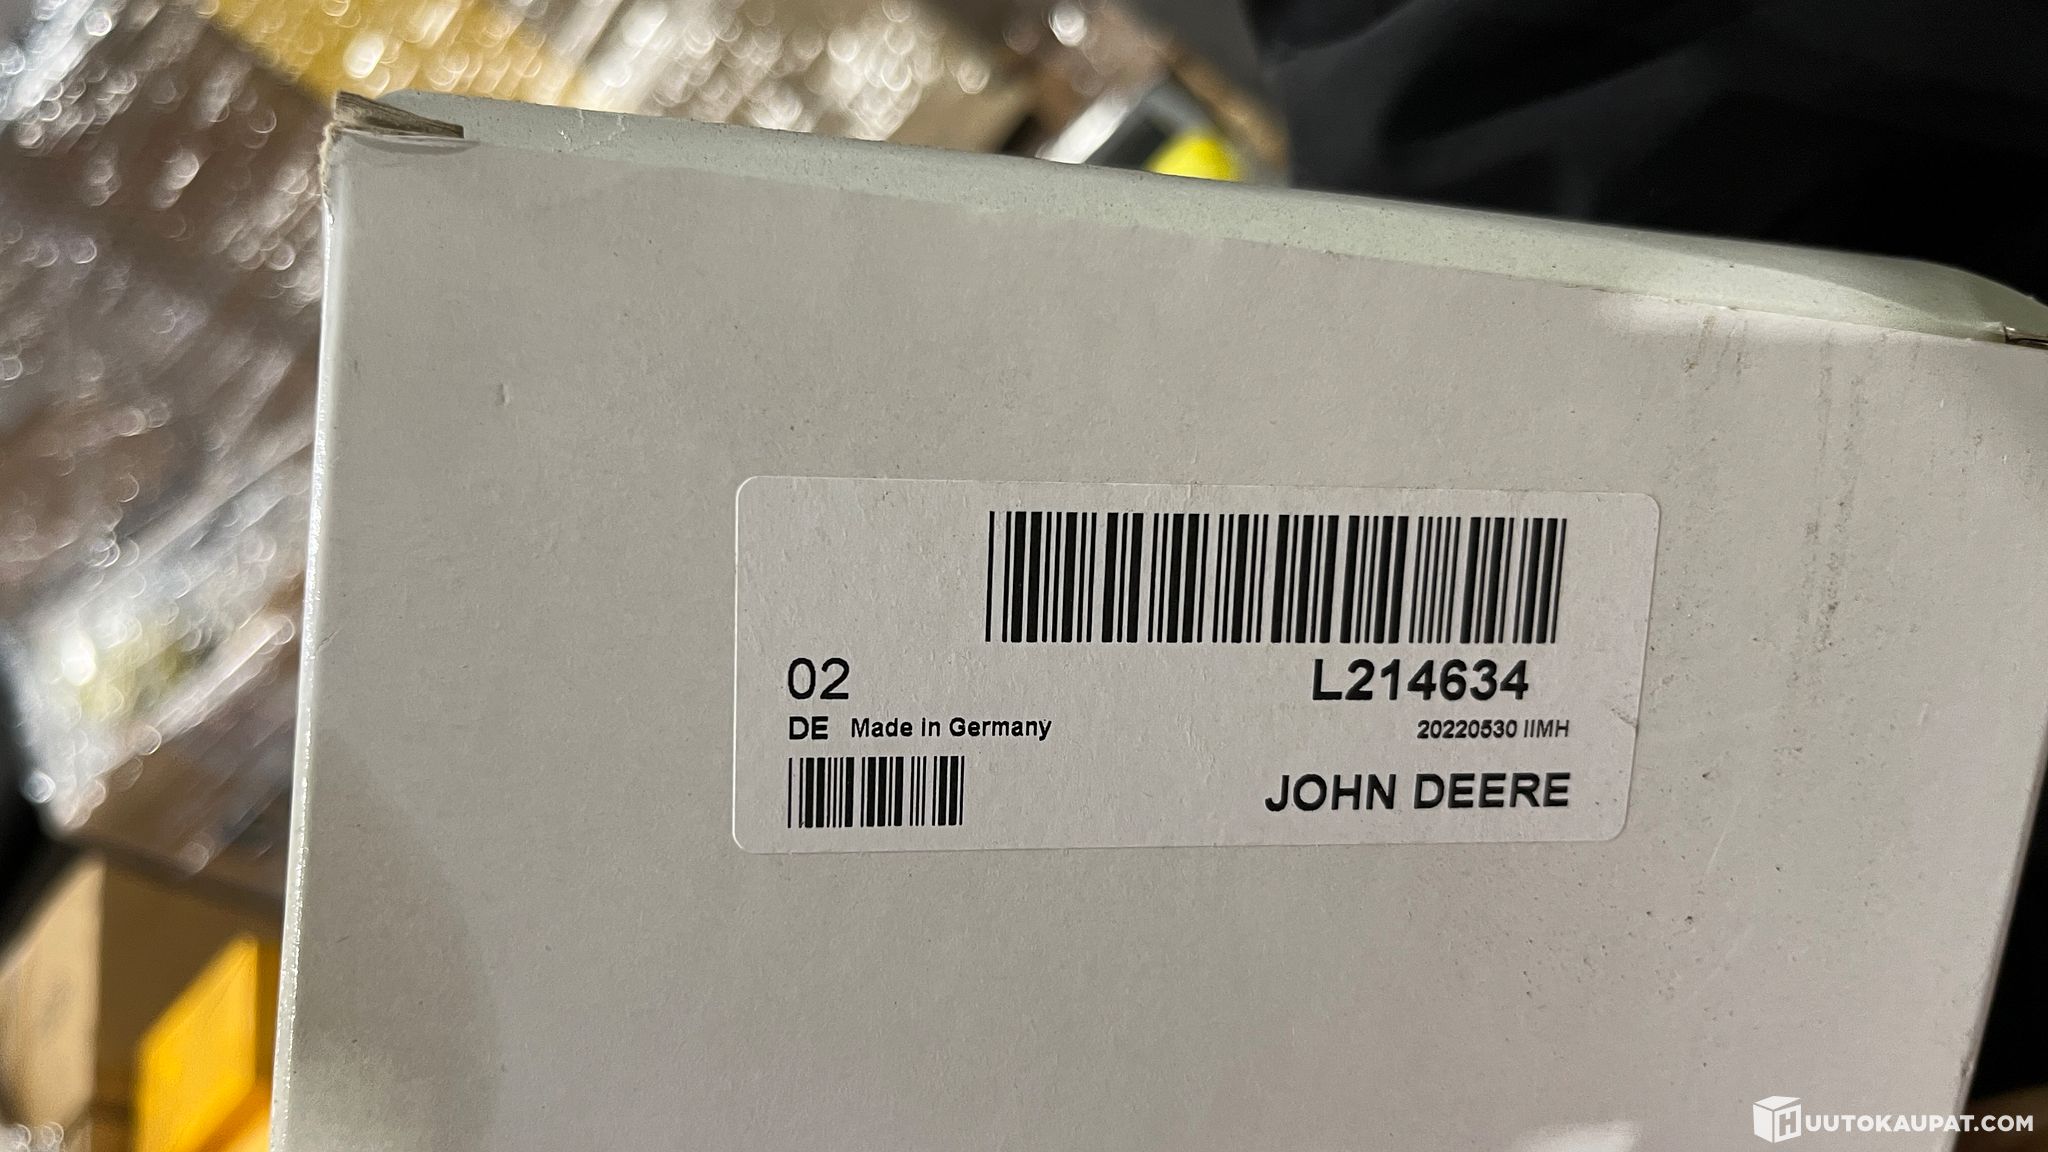 02
L214634
DE Made in Germany
20220530 IIMH
JOHN DEERE
HUUTOKAUPAT.COM